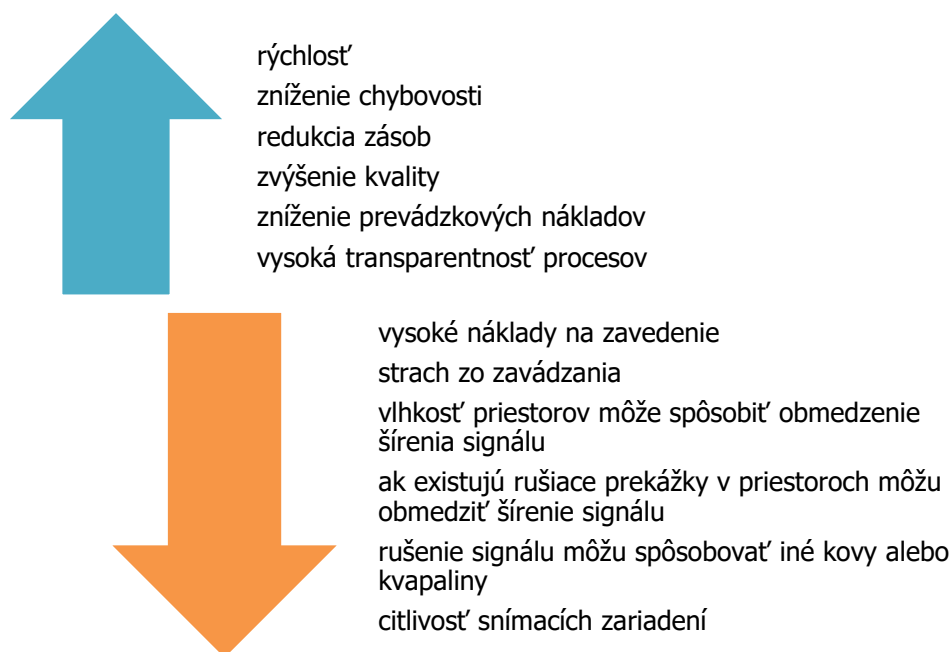 rýchlosť
zníženie chybovosti
redukcia zásob
zvýšenie kvality
zníženie prevádzkových nákladov
vysoká transparentnosť procesov
vysoké náklady na zavedenie
strach zo zavádzania
vlhkosť priestorov môže spôsobiť obmedzenie
šírenia signálu
ak existujú rušiace prekážky v priestoroch môžu
obmedziť šírenie signálu
rušenie signálu môžu spôsobovať iné kovy alebo
kvapaliny
citlivosť snímacích zariadení